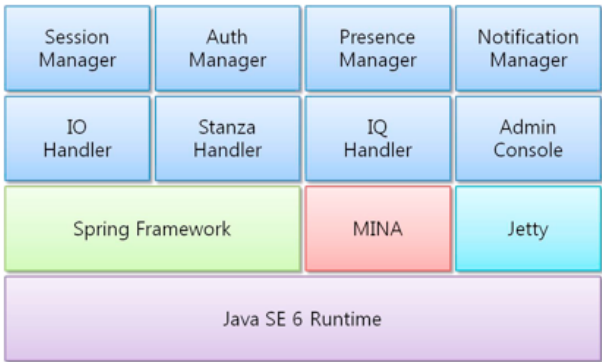 Session
Manager
Auth
Manager
Presence
Manager
Notification
Manager
IO
Handler
Stanza
Handler
IQ
Handler
Admin
Console
Spring Framework
MINA
Jetty
Java SE 6 Runtime